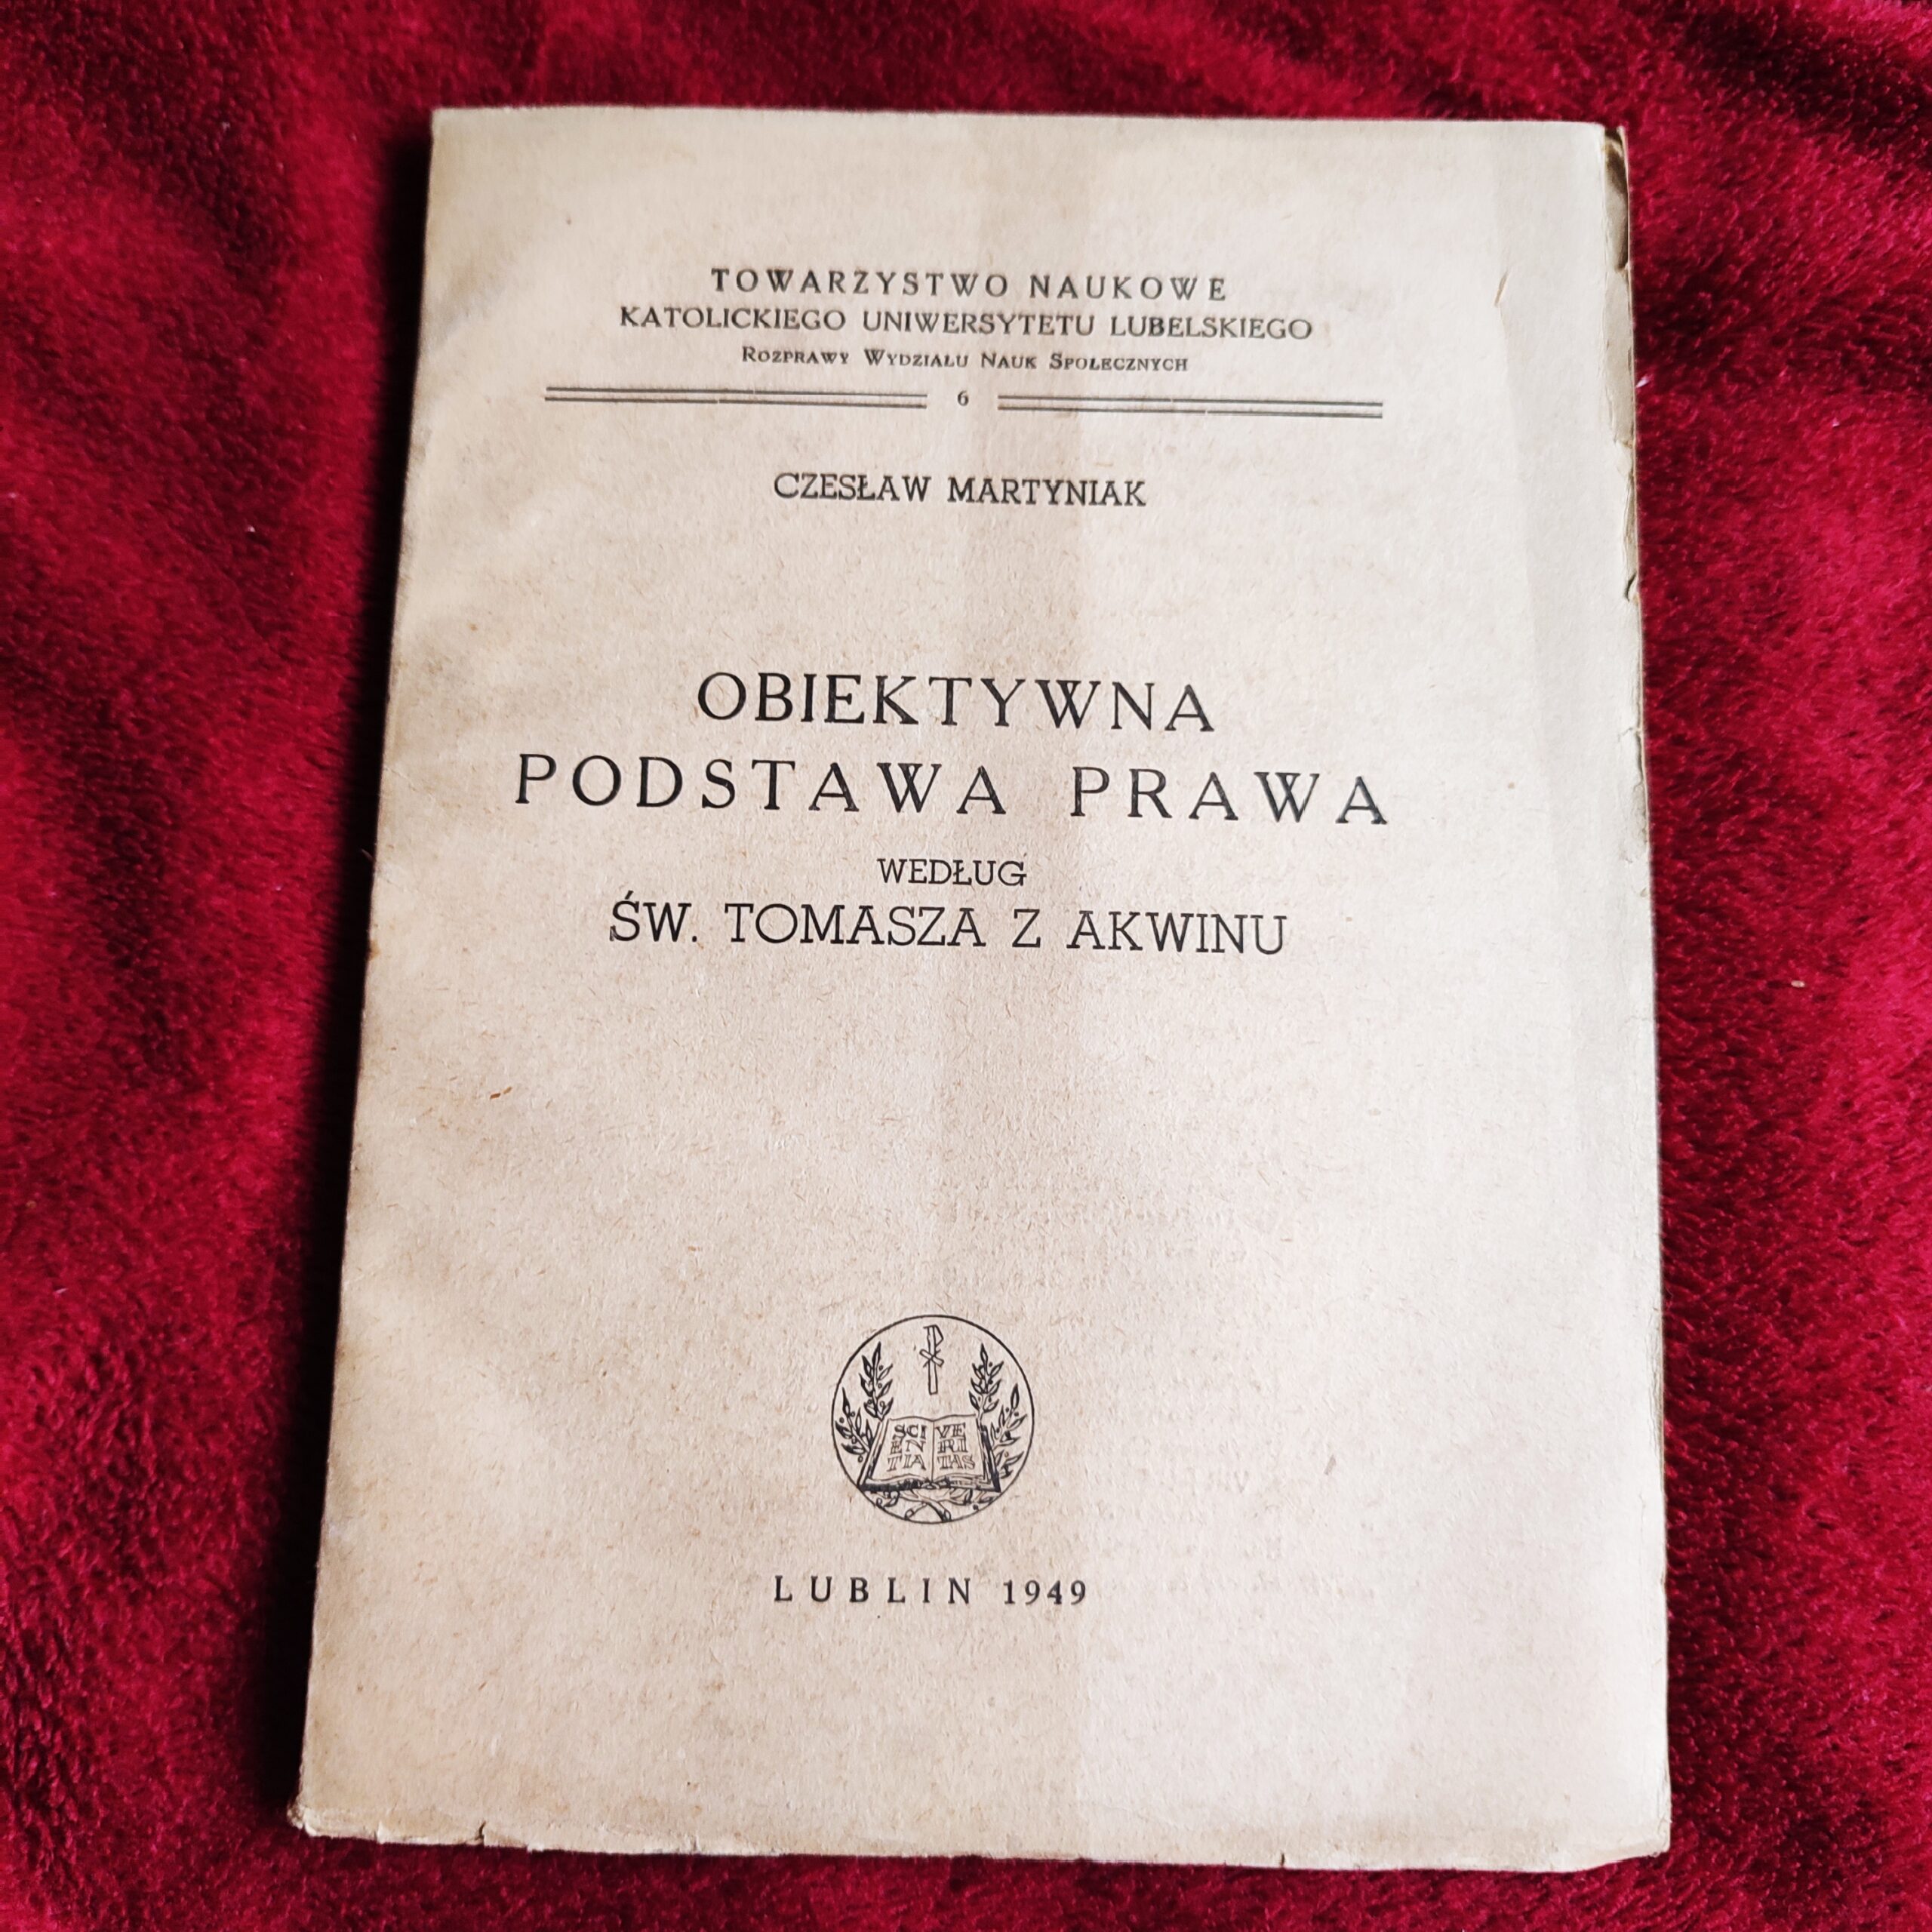 TOWARZYSTWO NAUKOWE
KATOLICKIEGO UNIWERSYTETU LUBELSKIEGO
ROZPRAWY WYDZIAŁU NAUK SPOŁECZNYCH
6
CZESŁAW MARTYNIAK
OBIEKTYWNA
PODSTAWA PRAWA
WEDŁUG
ŚW. TOMASZA Z AKWINU
SCI VE
EN RI
TIA TAS
LUBLIN 1949